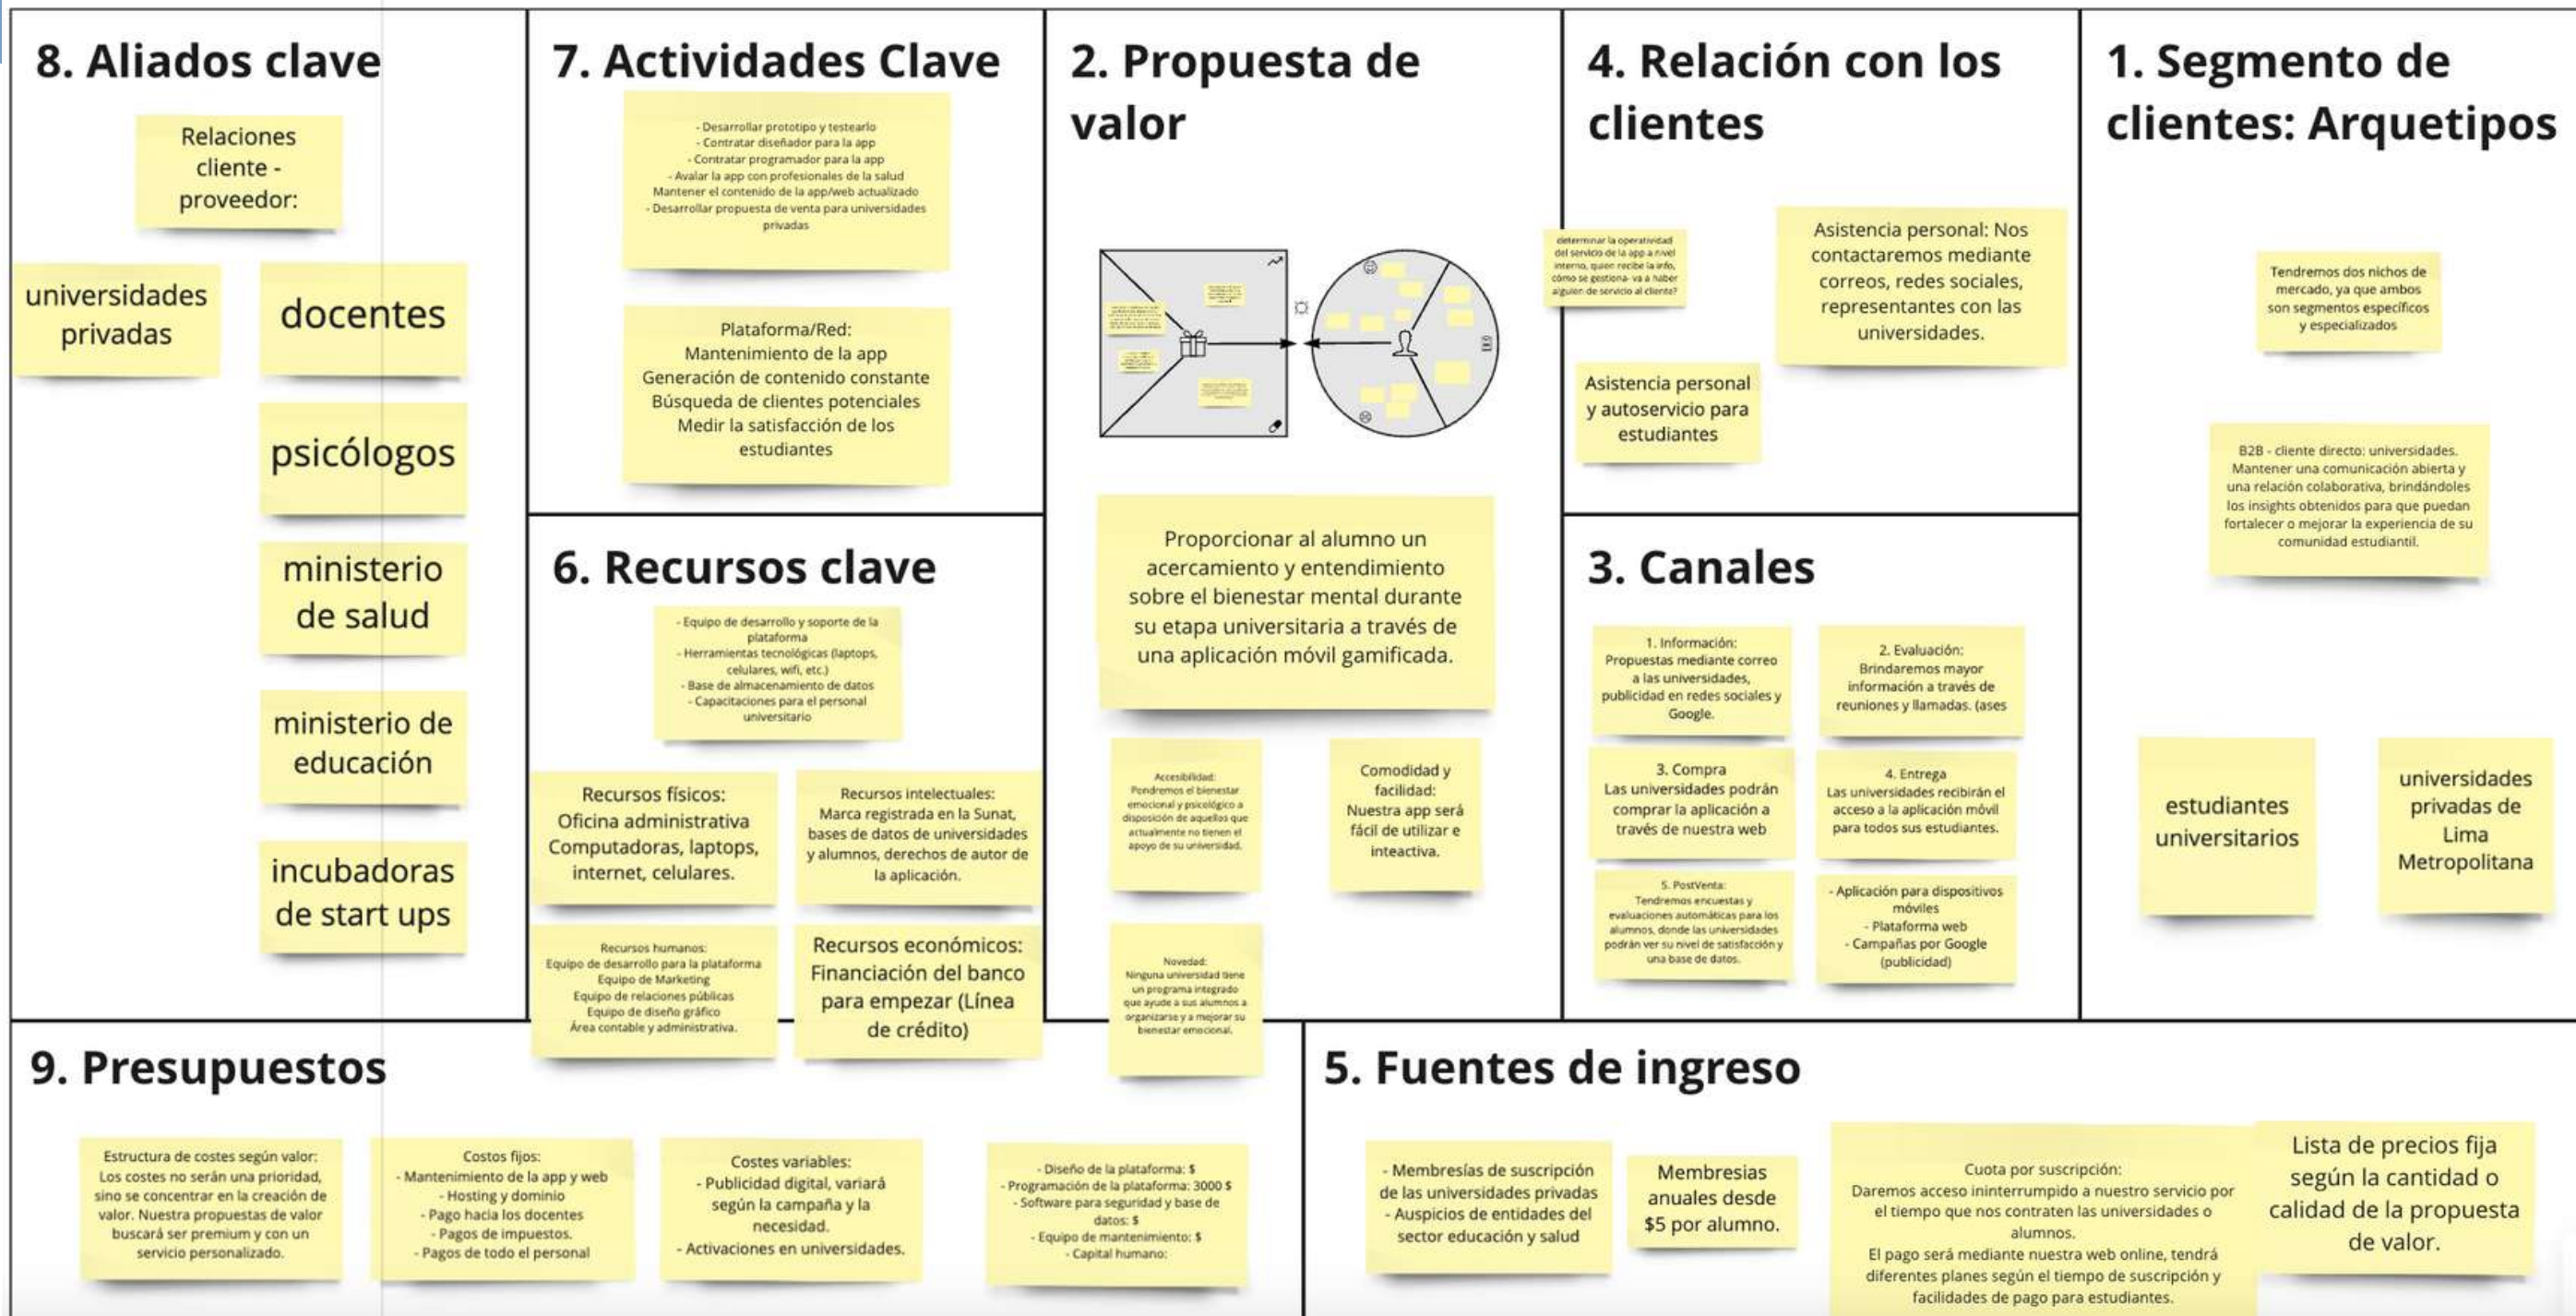 8. Aliados clave
Relaciones
cliente -
proveedor:
universidades
privadas
docentes
psicólogos
ministerio
de salud
ministerio de
educación
incubadoras
de start ups
7. Actividades Clave
- Desarrollar prototipo y testearlo
- Contratar diseñador para la app
- Contratar programador para la app
- Avalar la app con profesionales de la salud
Mantener el contenido de la app/web actualizado
- Desarrollar propuesta de venta para universidades
privadas
Plataforma/Red:
Mantenimiento de la app
Generación de contenido constante
Búsqueda de clientes potenciales
Medir la satisfacción de los
estudiantes
6. Recursos clave
- Equipo de desarrollo y soporte de la
plataforma
- Herramientas tecnológicas (laptops,
celulares, wifi, etc.)
- Base de almacenamiento de datos
- Capacitaciones para el personal
universitario
Recursos físicos:
Oficina administrativa
Computadoras, laptops,
internet, celulares.
Recursos intelectuales:
Marca registrada en la Sunat,
bases de datos de universidades
y alumnos, derechos de autor de
la aplicación.
Recursos humanos:
Equipo de desarrollo para la plataforma
Equipo de Marketing
Equipo de relaciones públicas
Equipo de diseño gráfico
Área contable y administrativa.
Recursos económicos:
Financiación del banco
para empezar (Línea
de crédito)
2. Propuesta de
valor
Proporcionar al alumno un
acercamiento y entendimiento
sobre el bienestar mental durante
su etapa universitaria a través de
una aplicación móvil gamificada.
Accesibilidad:
Pondremos el bienestar
emocional y psicológico a
disposición de aquellos que
actualmente no tienen el
apoyo de su universidad.
Comodidad y
facilidad:
Nuestra app será
fácil de utilizar e
inteactiva.
Novedad:
Ninguna universidad tiene
un programa integrado
que ayude a sus alumnos a
organizarse y a mejorar su
bienestar emocional.
4. Relación con los
clientes
determinar la operatividad
del servicio de la app a nivel
interno, quien recibe la info,
cómo se gestiona- va a haber
alguien de servicio al cliente?
Asistencia personal: Nos
contactaremos mediante
correos, redes sociales,
representantes con las
universidades.
Asistencia personal
y autoservicio para
estudiantes
3. Canales
1. Información:
Propuestas mediante correo
a las universidades,
publicidad en redes sociales y
Google.
2. Evaluación:
Brindaremos mayor
información a través de
reuniones y llamadas. (ases
3. Compra
Las universidades podrán
comprar la aplicación a
través de nuestra web
4. Entrega
Las universidades recibirán el
acceso a la aplicación móvil
para todos sus estudiantes.
5. PostVenta:
Tendremos encuestas y
evaluaciones automáticas para los
alumnos, donde las universidades
podrán ver su nivel de satisfacción y
una base de datos.
- Aplicación para dispositivos
móviles
- Plataforma web
- Campañas por Google
(publicidad)
1. Segmento de
clientes: Arquetipos
Tendremos dos nichos de
mercado, ya que ambos
son segmentos específicos
y especializados
B2B - cliente directo: universidades.
Mantener una comunicación abierta y
una relación colaborativa, brindándoles
los insights obtenidos para que puedan
fortalecer o mejorar la experiencia de su
comunidad estudiantil.
estudiantes
universitarios
universidades
privadas de
Lima
Metropolitana
9. Presupuestos
Estructura de costes según valor:
Los costes no serán una prioridad,
sino se concentrar en la creación de
valor. Nuestra propuestas de valor
buscará ser premium y con un
servicio personalizado.
Costos fijos:
- Mantenimiento de la app y web
- Hosting y dominio
- Pago hacia los docentes
- Pagos de impuestos.
- Pagos de todo el personal
Costes variables:
- Publicidad digital, variará
según la campaña y la
necesidad.
- Activaciones en universidades.
- Diseño de la plataforma: $
- Programación de la plataforma: 3000 $
- Software para seguridad y base de
datos: $
- Equipo de mantenimiento: $
- Capital humano:
5. Fuentes de ingreso
- Membresías de suscripción
de las universidades privadas
- Auspicios de entidades del
sector educación y salud
Membresias
anuales desde
$5 por alumno.
Cuota por suscripción:
Daremos acceso ininterrumpido a nuestro servicio por
el tiempo que nos contraten las universidades o
alumnos.
El pago será mediante nuestra web online, tendrá
diferentes planes según el tiempo de suscripción y
facilidades de pago para estudiantes.
Lista de precios fija
según la cantidad o
calidad de la propuesta
de valor.